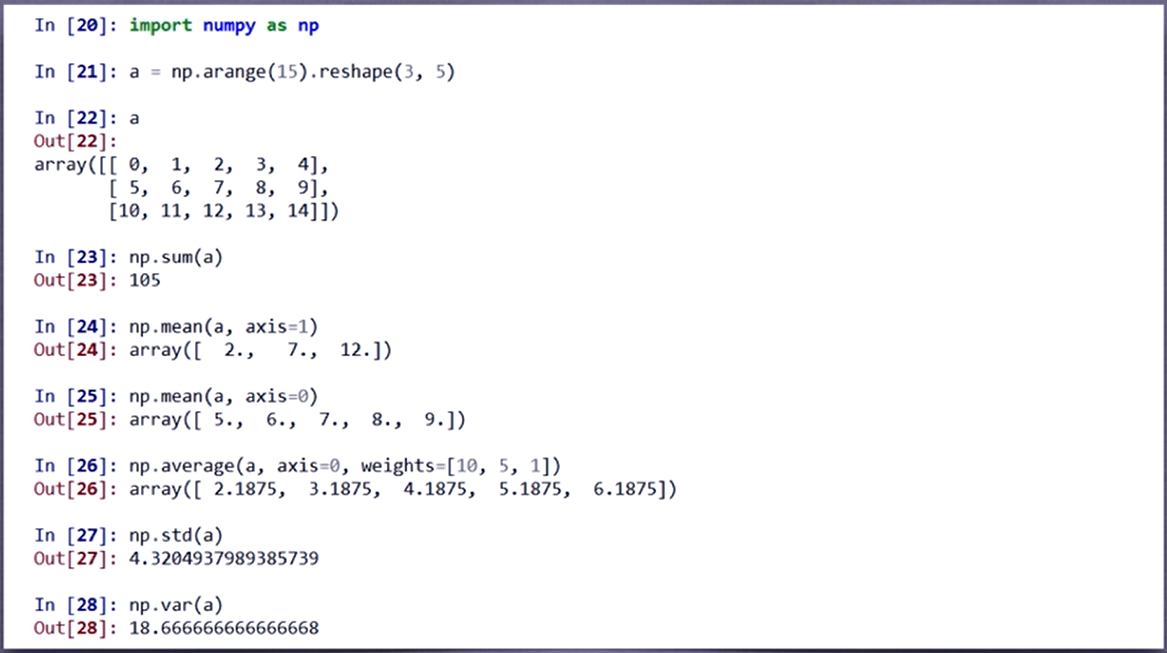 In [20]: import numpy as np
In [21]: a = np.arange(15).reshape(3, 5)
In [22]: a
Out[22]:
array([[ 0,  1,  2,  3,  4],
       [ 5,  6,  7,  8,  9],
       [10, 11, 12, 13, 14]])
In [23]: np.sum(a)
Out[23]: 105
In [24]: np.mean(a, axis=1)
Out[24]: array([  2.,   7.,  12.])
In [25]: np.mean(a, axis=0)
Out[25]: array([ 5.,  6.,  7.,  8.,  9.])
In [26]: np.average(a, axis=0, weights=[10, 5, 1])
Out[26]: array([ 2.1875,  3.1875,  4.1875,  5.1875,  6.1875])
In [27]: np.std(a)
Out[27]: 4.3204937989385739
In [28]: np.var(a)
Out[28]: 18.666666666666668